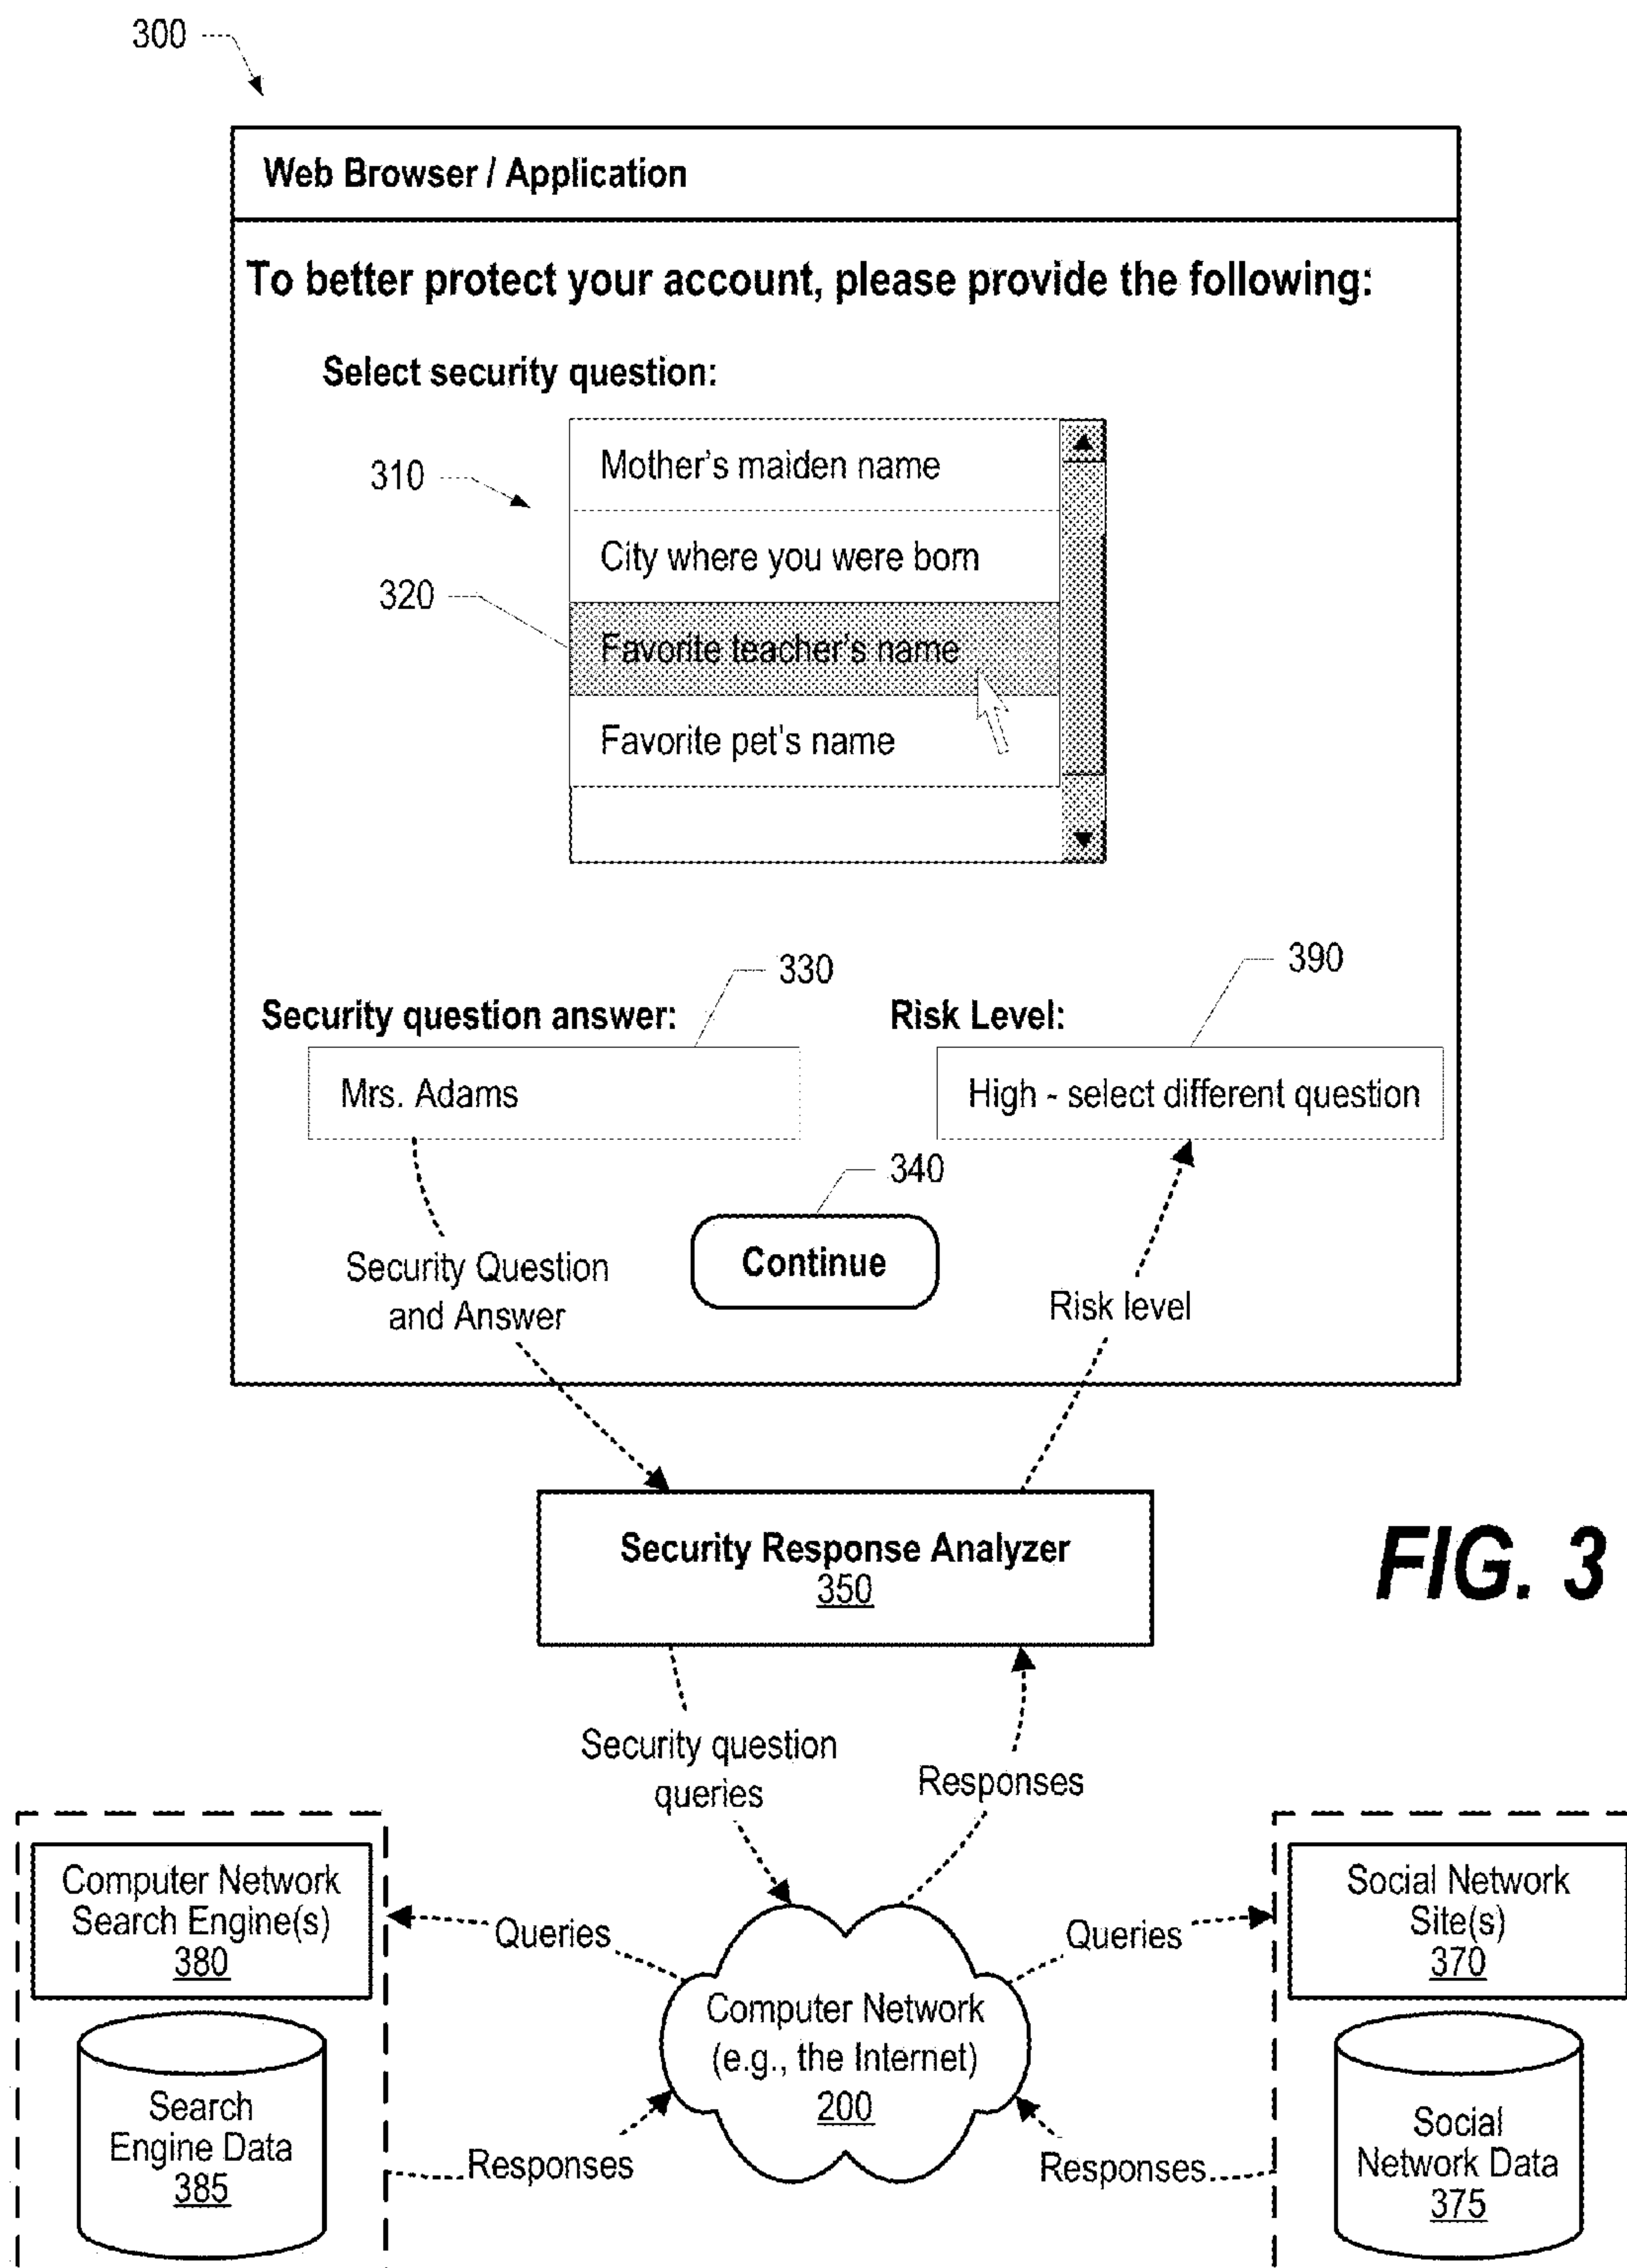 300
Web Browser / Application
To better protect your account, please provide the following:
Select security question:
310
Mother's maiden name
City where you were born
320
Favorite teacher's name
Favorite pet's name
330
390
Security question answer:
Risk Level:
Mrs. Adams
High - select different question
340
Continue
Security Question
and Answer
Risk level
Security Response Analyzer
350
FIG. 3
Security question
queries
Responses
Computer Network
Search Engine(s)
380
Queries
Queries
Social Network
Site(s)
370
Computer Network
(e.g., the Internet)
200
Search
Engine Data
385
Responses
Responses
Social
Network Data
375